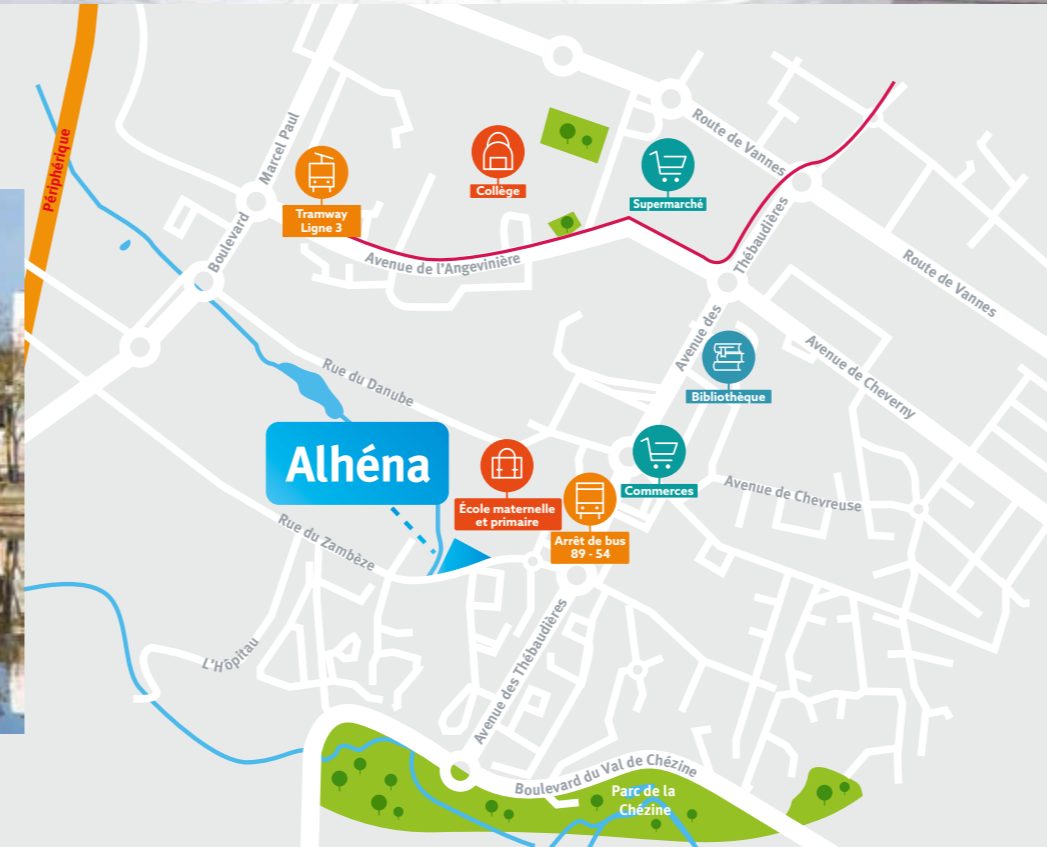 Périphérique
Boulevard
Marcel Paul
Tramway
Ligne 3
Collège
Supermarché
Route de Vannes
Thébaudières
Avenue de l'Angevinière
Route de Vannes
Avenue des
Avenue de Cheverny
Rue du Danube
Bibliothèque
Alhéna
Commerces
École maternelle
et primaire
Avenue de Chevreuse
Rue du Zambèze
Arrêt de bus
89 - 54
L'Hôpitau
Avenue des Thébaudières
Boulevard du Val de Chézine
Parc de la
Chézine